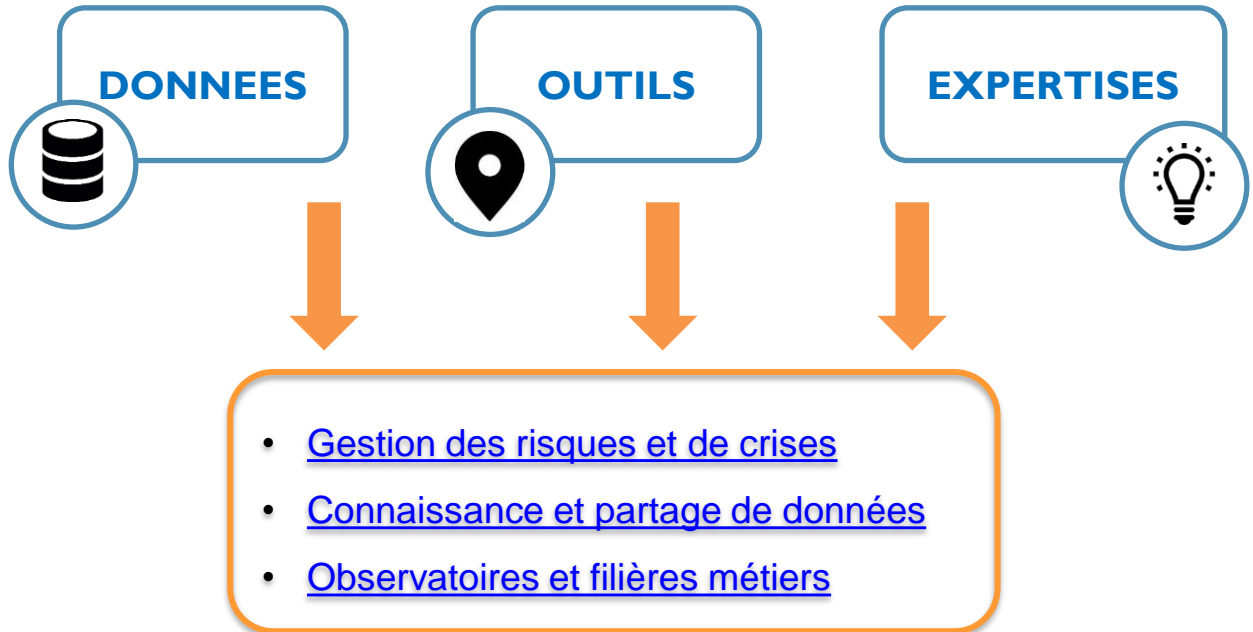 DONNEES
OUTILS
EXPERTISES
• Gestion des risques et de crises
• Connaissance et partage de données
• Observatoires et filières métiers